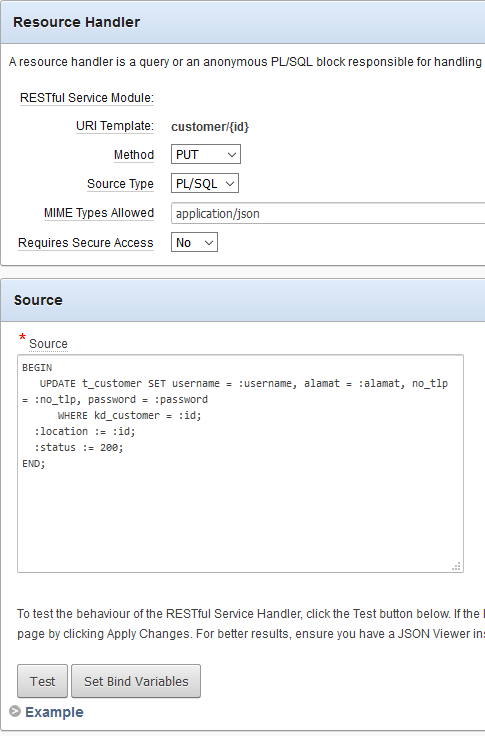 Resource Handler
A resource handler is a query or an anonymous PL/SQL block responsible for handling
RESTful Service Module:
URI Template: customer/{id}
Method PUT
Source Type PL/SQL
MIME Types Allowed application/json
Requires Secure Access No
Source
* Source
BEGIN
UPDATE t_customer SET username = :username, alamat = :alamat, no_tlp
= :no_tlp, password = :password
WHERE kd_customer = :id;
:location := :id;
:status := 200;
END;
To test the behaviour of the RESTful Service Handler, click the Test button below. If the
page by clicking Apply Changes. For better results, ensure you have a JSON Viewer
Test Set Bind Variables
Example